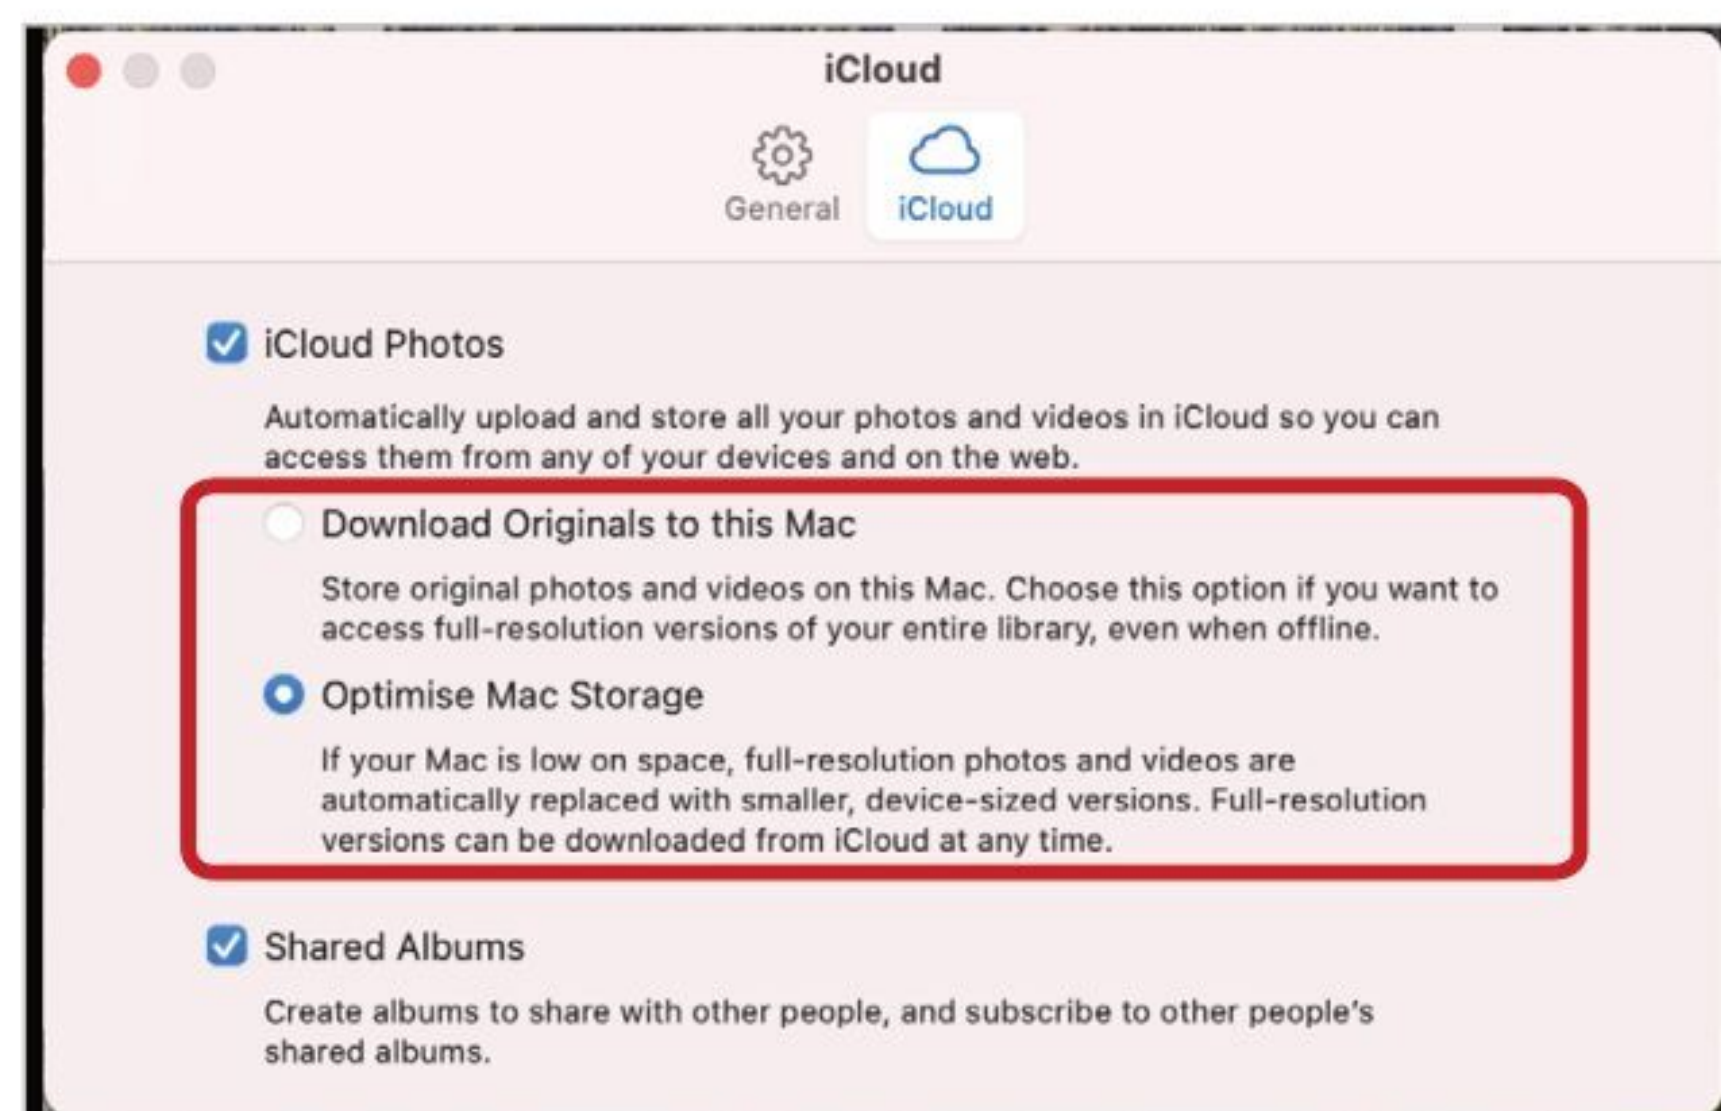 iCloud
General
iCloud
iCloud Photos
Automatically upload and store all your photos and videos in iCloud so you can
access them from any of your devices and on the web.
Download Originals to this Mac
Store original photos and videos on this Mac. Choose this option if you want to
access full-resolution versions of your entire library, even when offline.
Optimise Mac Storage
If your Mac is low on space, full-resolution photos and videos are
automatically replaced with smaller, device-sized versions. Full-resolution
versions can be downloaded from iCloud at any time.
Shared Albums
Create albums to share with other people, and subscribe to other people’s
shared albums.